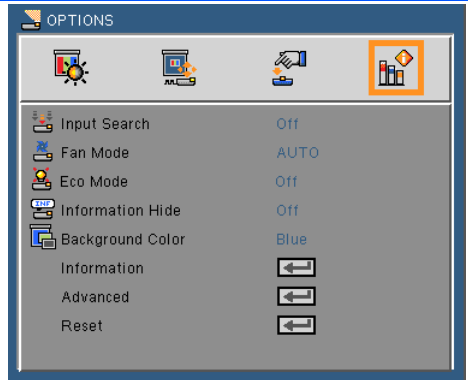 OPTIONS
Input Search Off
Fan Mode AUTO
Eco Mode Off
INF Information Hide Off
Background Color Blue
Information
Advanced
Reset